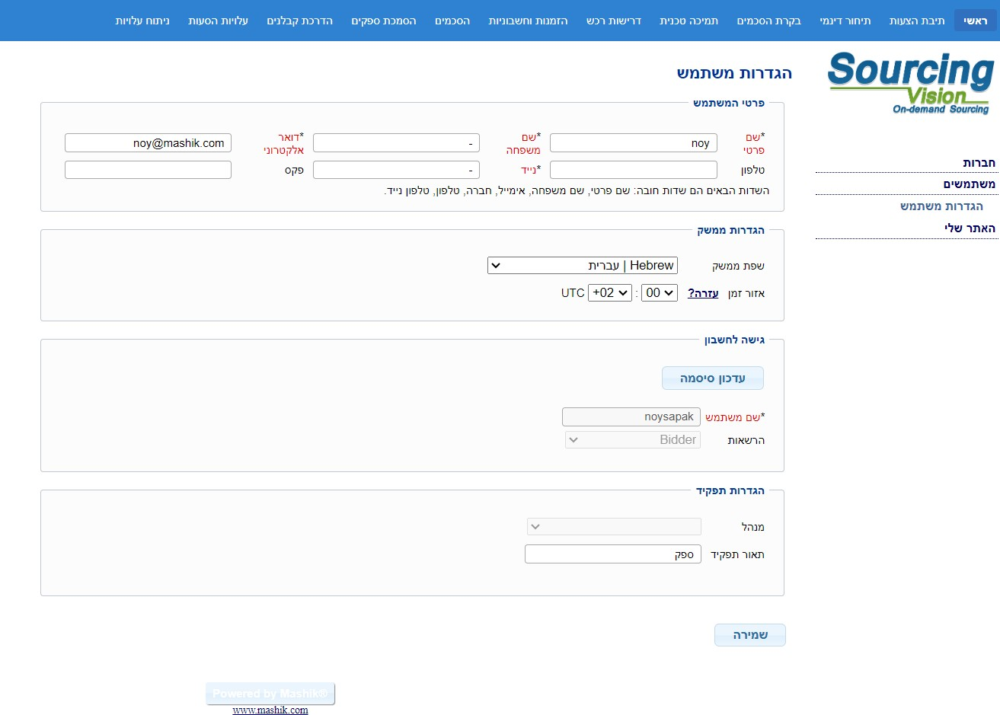 ראשי תיבת הצעות תיחור דינמי בקרת הסכמים תמיכה טכנית דרישות רכש הזמנות וחשבוניות הסכמים הסמכת ספקים הדרכת קבלנים עלויות הסעות ניתוח עלויות
Sourcing
Vision
On-demand Sourcing
חברות
משתמשים
הגדרות משתמש
האתר שלי
הגדרות משתמש
פרטי המשתמש
*שם פרטי noy *שם משפחה - *דואר אלקטרוני noy@mashik.com
טלפון *נייד - פקס
השדות הבאים הם שדות חובה: שם פרטי, שם משפחה, אימייל, חברה, טלפון, טלפון נייד.
הגדרות ממשק
שפת ממשק Hebrew | עברית
אזור זמן עזרה? UTC +02 : 00
גישה לחשבון
עדכון סיסמה
*שם משתמש noysapak
הרשאות Bidder
הגדרות תפקיד
מנהל
תאור תפקיד ספק
שמירה
Powered by Mashik®
www.mashik.com